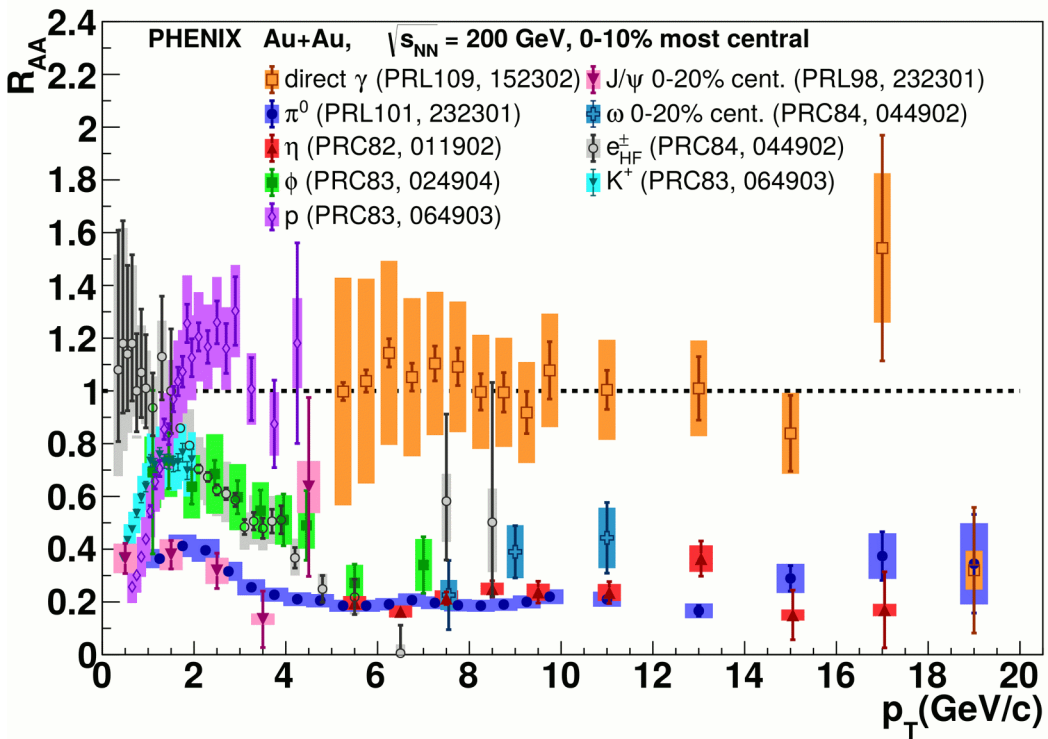 PHENIX Au+Au, √s_NN = 200 GeV, 0-10% most central
direct γ (PRL109, 152302)
π⁰ (PRL101, 232301)
η (PRC82, 011902)
ϕ (PRC83, 024904)
p (PRC83, 064903)
J/ψ 0-20% cent. (PRL98, 232301)
ω 0-20% cent. (PRC84, 044902)
e±HF (PRC84, 044902)
K⁺ (PRC83, 064903)
R_AA
2.4
2.2
2
1.8
1.6
1.4
1.2
1
0.8
0.6
0.4
0.2
0
0 2 4 6 8 10 12 14 16 18 20
p_T(GeV/c)